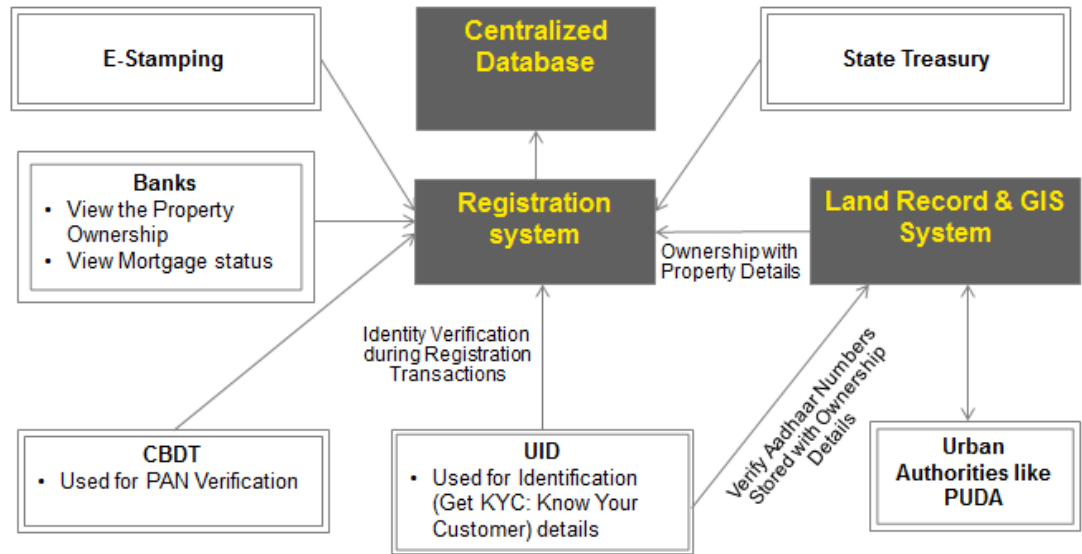 E-Stamping
Centralized
Database
State Treasury
Banks
• View the Property
Ownership
• View Mortgage status
Registration
system
Land Record & GIS
System
Ownership with
Property Details
Identity Verification
during Registration
Transactions
Verify Aadhaar Numbers
Stored with Ownership
Details
CBDT
• Used for PAN Verification
UID
• Used for Identification
(Get KYC: Know Your
Customer) details
Urban
Authorities like
PUDA